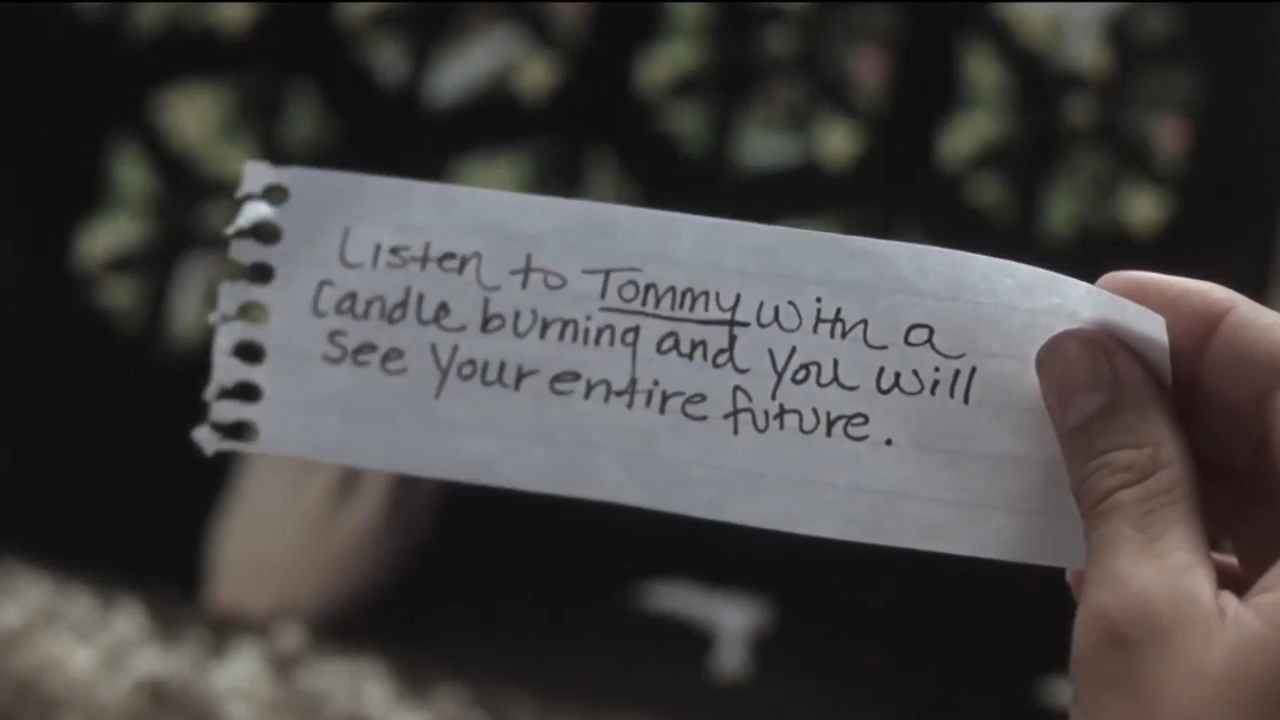 Listen to Tommy with a
Candle burning and you will
See Your entire future.